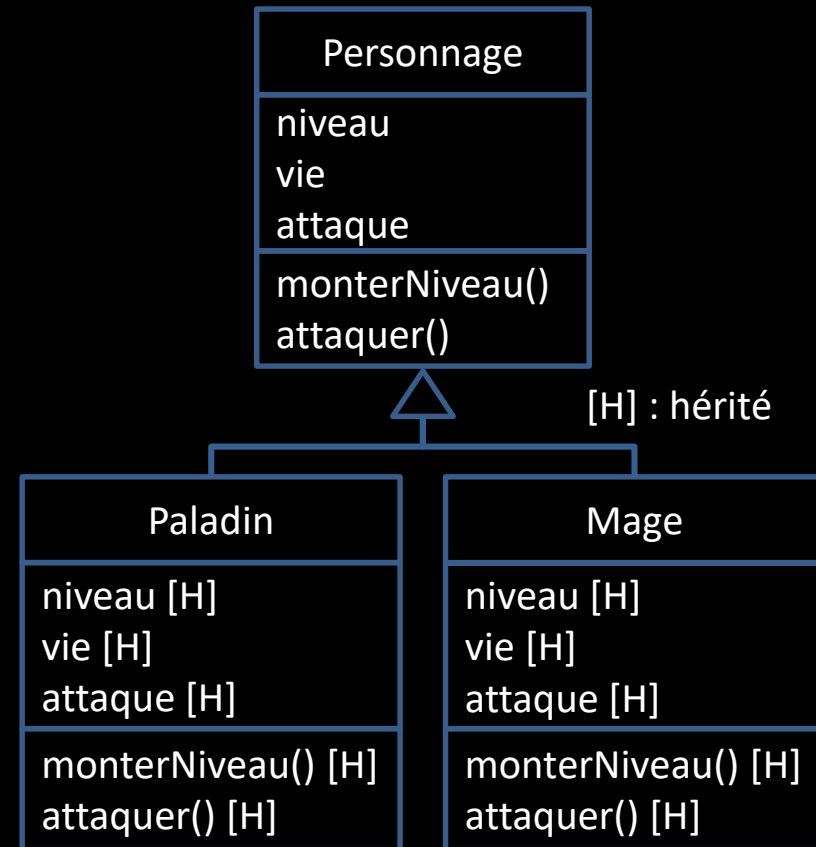 Personnage
niveau
vie
attaque
monterNiveau()
attaquer()
[H] : hérité
Paladin
niveau [H]
vie [H]
attaque [H]
monterNiveau() [H]
attaquer() [H]
Mage
niveau [H]
vie [H]
attaque [H]
monterNiveau() [H]
attaquer() [H]